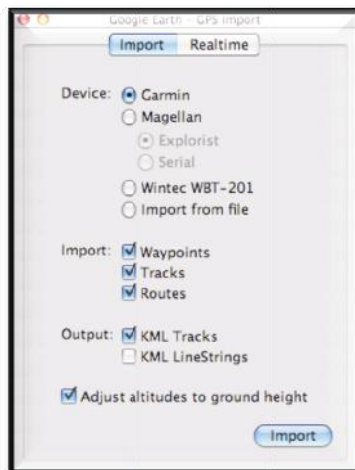 Google Earth – GPS import
Import Realtime
Device: Garmin
Magellan
Explorist
Serial
Wintec WBT-201
Import from file
Import: Waypoints
Tracks
Routes
Output: KML Tracks
KML LineStrings
Adjust altitudes to ground height
Import